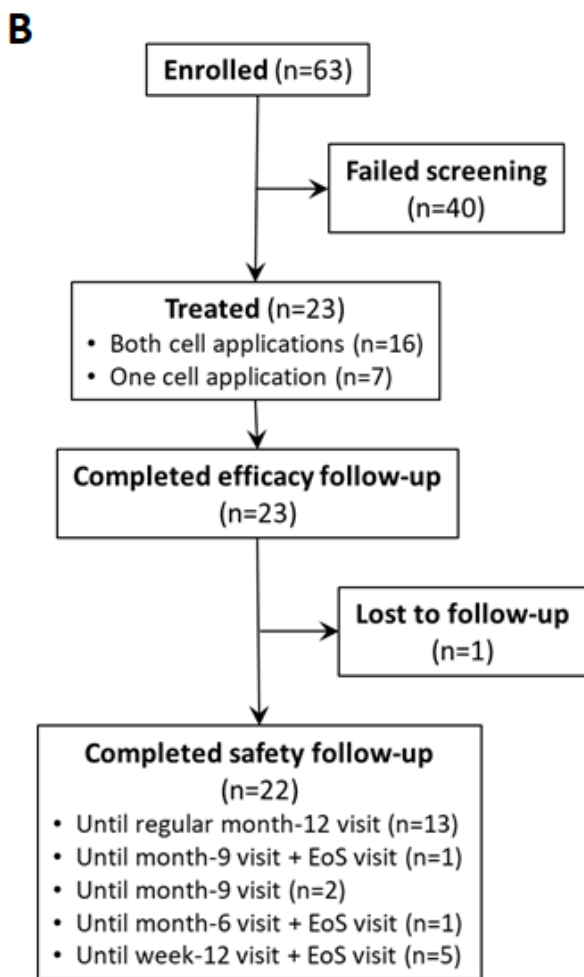 B
Enrolled (n=63)
Failed screening
(n=40)
Treated (n=23)
• Both cell applications (n=16)
• One cell application (n=7)
Completed efficacy follow-up
(n=23)
Lost to follow-up
(n=1)
Completed safety follow-up
(n=22)
• Until regular month-12 visit (n=13)
• Until month-9 visit + EoS visit (n=1)
• Until month-9 visit (n=2)
• Until month-6 visit + EoS visit (n=1)
• Until week-12 visit + EoS visit (n=5)